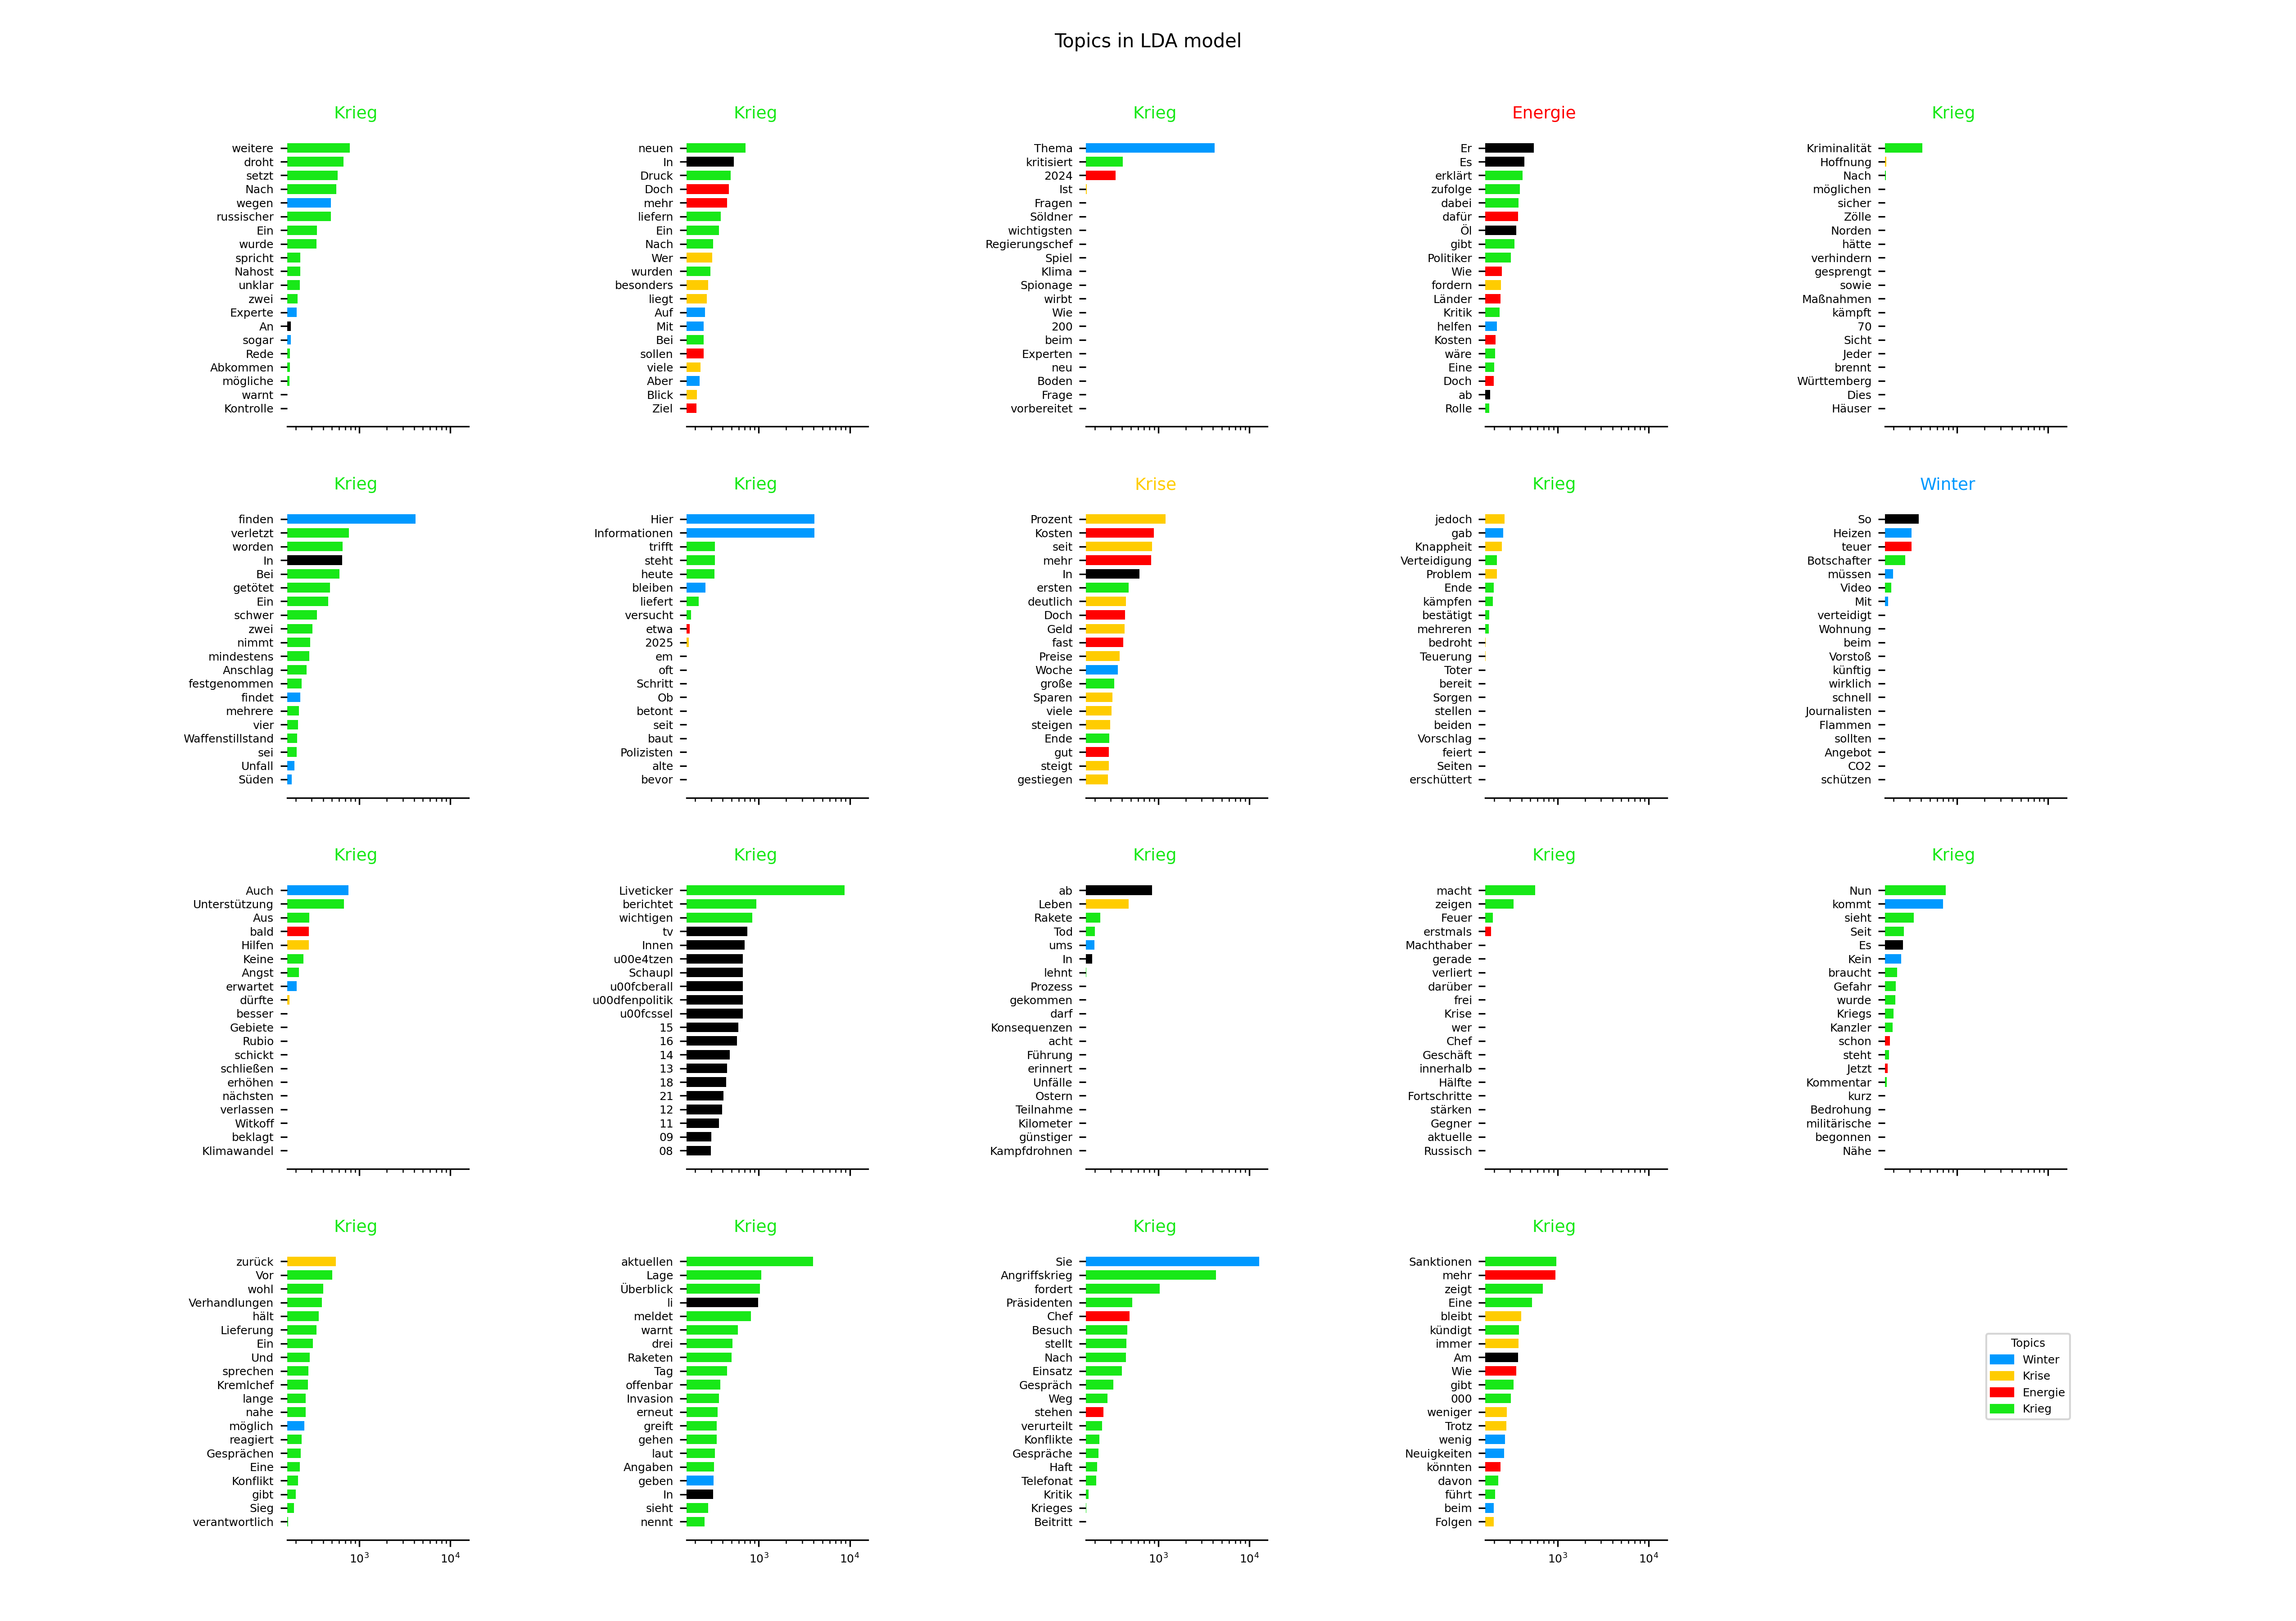 Topics in LDA model
Krieg
weitere
droht
setzt
Nach
wegen
russischer
Ein
wurde
spricht
Nahost
unklar
zwei
Experte
An
sogar
Rede
Abkommen
mögliche
warnt
Kontrolle
Krieg
neuen
In
Druck
Doch
mehr
liefern
Ein
Nach
Wer
wurden
besonders
liegt
Auf
Mit
Bei
sollen
viele
Aber
Blick
Ziel
Krieg
Thema
kritisiert
2024
Ist
Fragen
Söldner
wichtigsten
Regierungschef
Spiel
Klima
Spionage
wirbt
Wie
200
beim
Experten
neu
Boden
Frage
vorbereitet
Energie
Er
Es
erklärt
zufolge
dabei
dafür
Öl
gibt
Politiker
Wie
fordern
Länder
Kritik
helfen
Kosten
wäre
Eine
Doch
ab
Rolle
Krieg
Kriminalität
Hoffnung
Nach
möglichen
sicher
Zölle
Norden
hätte
verhindern
gesprengt
sowie
Maßnahmen
kämpft
70
Sicht
Jeder
brennt
Württemberg
Dies
Häuser
Krieg
finden
verletzt
worden
In
Bei
getötet
Ein
schwer
zwei
nimmt
mindestens
Anschlag
festgenommen
findet
mehrere
vier
Waffenstillstand
sei
Unfall
Süden
Krieg
Hier
Informationen
trifft
steht
heute
bleiben
liefert
versucht
etwa
2025
em
oft
Schritt
Ob
betont
seit
baut
Polizisten
alte
bevor
Krise
Prozent
Kosten
seit
mehr
In
ersten
deutlich
Doch
Geld
fast
Preise
Woche
große
Sparen
viele
steigen
Ende
gut
steigt
gestiegen
Krieg
jedoch
gab
Knappheit
Verteidigung
Problem
Ende
kämpfen
bestätigt
mehreren
bedroht
Teuerung
Toter
bereit
Sorgen
stellen
beiden
Vorschlag
feiert
Seiten
erschüttert
Winter
So
Heizen
teuer
Botschafter
müssen
Video
Mit
verteidigt
Wohnung
beim
Vorstoß
künftig
wirklich
schnell
Journalisten
Flammen
sollten
Angebot
CO2
schützen
Krieg
Auch
Unterstützung
Aus
bald
Hilfen
Keine
Angst
erwartet
dürfte
besser
Gebiete
Rubio
schickt
schließen
erhöhen
nächsten
verlassen
Witkoff
beklagt
Klimawandel
Krieg
Liveticker
berichtet
wichtigen
tv
Innen
u00e4tzen
Schaupl
u00fcberall
u00dfenpolitik
u00fcssel
15
16
14
13
18
21
12
11
09
08
Krieg
ab
Leben
Rakete
Tod
ums
In
lehnt
Prozess
gekommen
darf
Konsequenzen
acht
Führung
erinnert
Unfälle
Ostern
Teilnahme
Kilometer
günstiger
Kampfdrohnen
Krieg
macht
zeigen
Feuer
erstmals
Machthaber
gerade
verliert
darüber
frei
Krise
wer
Chef
Geschäft
innerhalb
Hälfte
Fortschritte
stärken
Gegner
aktuelle
Russisch
Krieg
Nun
kommt
sieht
Seit
Es
Kein
braucht
Gefahr
wurde
Kriegs
Kanzler
schon
steht
Jetzt
Kommentar
kurz
Bedrohung
militärische
begonnen
Nähe
Krieg
zurück
Vor
wohl
Verhandlungen
hält
Lieferung
Ein
Und
sprechen
Kremlchef
lange
nahe
möglich
reagiert
Gesprächen
Eine
Konflikt
gibt
Sieg
verantwortlich
10³ 10⁴
Krieg
aktuellen
Lage
Überblick
li
meldet
warnt
drei
Raketen
Tag
offenbar
Invasion
erneut
greift
gehen
laut
Angaben
geben
In
sieht
nennt
10³ 10⁴
Krieg
Sie
Angriffskrieg
fordert
Präsidenten
Chef
Besuch
stellt
Nach
Einsatz
Gespräch
Weg
stehen
verurteilt
Konflikte
Gespräche
Haft
Telefonat
Kritik
Krieges
Beitritt
10³ 10⁴
Krieg
Sanktionen
mehr
zeigt
Eine
bleibt
kündigt
immer
Am
Wie
gibt
000
weniger
Trotz
wenig
Neuigkeiten
könnten
davon
führt
beim
Folgen
10³ 10⁴
Topics
Winter
Krise
Energie
Krieg